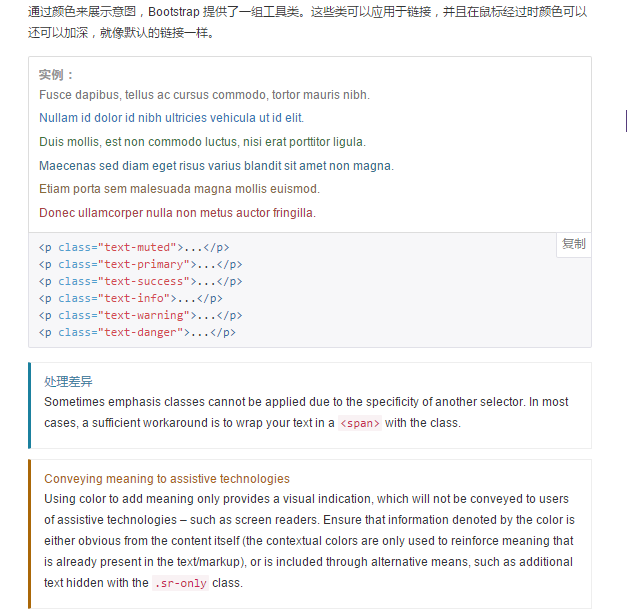 通过颜色来展示意图，Bootstrap 提供了一组工具类。这些类可以应用于链接，并且在鼠标经过时颜色可以
还可以加深，就像默认的链接一样。
实例：
Fusce dapibus, tellus ac cursus commodo, tortor mauris nibh.
Nullam id dolor id nibh ultricies vehicula ut id elit.
Duis mollis, est non commodo luctus, nisi erat porttitor ligula.
Maecenas sed diam eget risus varius blandit sit amet non magna.
Etiam porta sem malesuada magna mollis euismod.
Donec ullamcorper nulla non metus auctor fringilla.
复制
<p class="text-muted">...</p>
<p class="text-primary">...</p>
<p class="text-success">...</p>
<p class="text-info">...</p>
<p class="text-warning">...</p>
<p class="text-danger">...</p>
处理差异
Sometimes emphasis classes cannot be applied due to the specificity of another selector. In most
cases, a sufficient workaround is to wrap your text in a <span> with the class.
Conveying meaning to assistive technologies
Using color to add meaning only provides a visual indication, which will not be conveyed to users
of assistive technologies – such as screen readers. Ensure that information denoted by the color is
either obvious from the content itself (the contextual colors are only used to reinforce meaning that
is already present in the text/markup), or is included through alternative means, such as additional
text hidden with the .sr-only class.